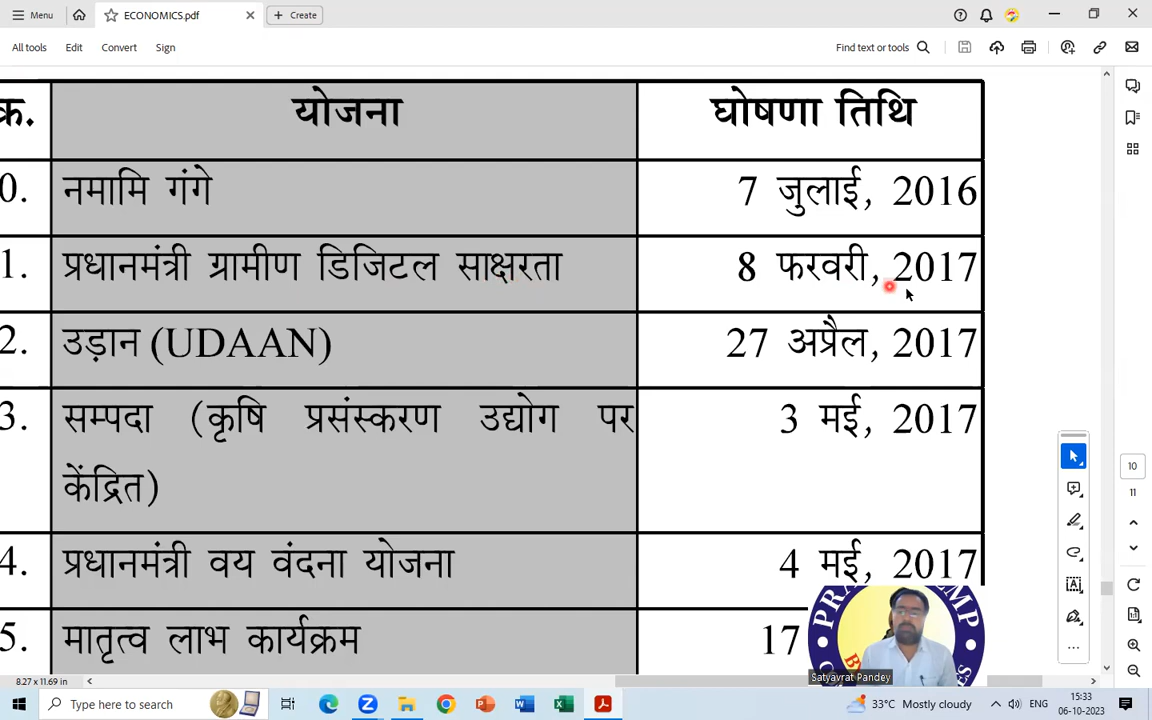 Menu
ECONOMICS.pdf
Create
All tools Edit Convert Sign
Find text or tools
क्र. योजना घोषणा तिथि
0. नमामि गंगे 7 जुलाई, 2016
1. प्रधानमंत्री ग्रामीण डिजिटल साक्षरता 8 फरवरी, 2017
2. उड़ान (UDAAN) 27 अप्रैल, 2017
3. सम्पदा (कृषि प्रसंस्करण उद्योग पर 3 मई, 2017
केंद्रित)
4. प्रधानमंत्री वय वंदना योजना 4 मई, 2017
5. मातृत्व लाभ कार्यक्रम 17
10
11
Satyavrat Pandey
8.27 x 11.69 in
Type here to search
33°C Mostly cloudy
ENG
15:33
06-10-2023